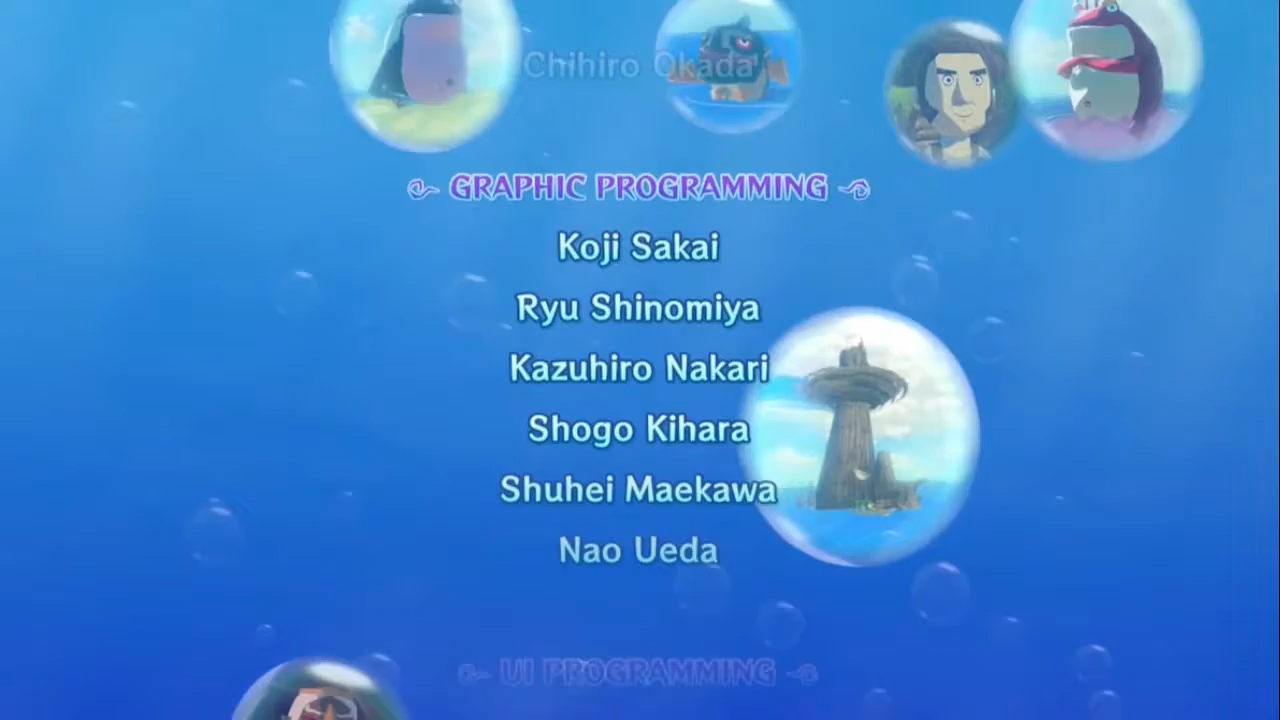 Chihiro Okada
GRAPHIC PROGRAMMING
Koji Sakai
Ryu Shinomiya
Kazuhiro Nakari
Shogo Kihara
Shuhei Maekawa
Nao Ueda
UI PROGRAMMING